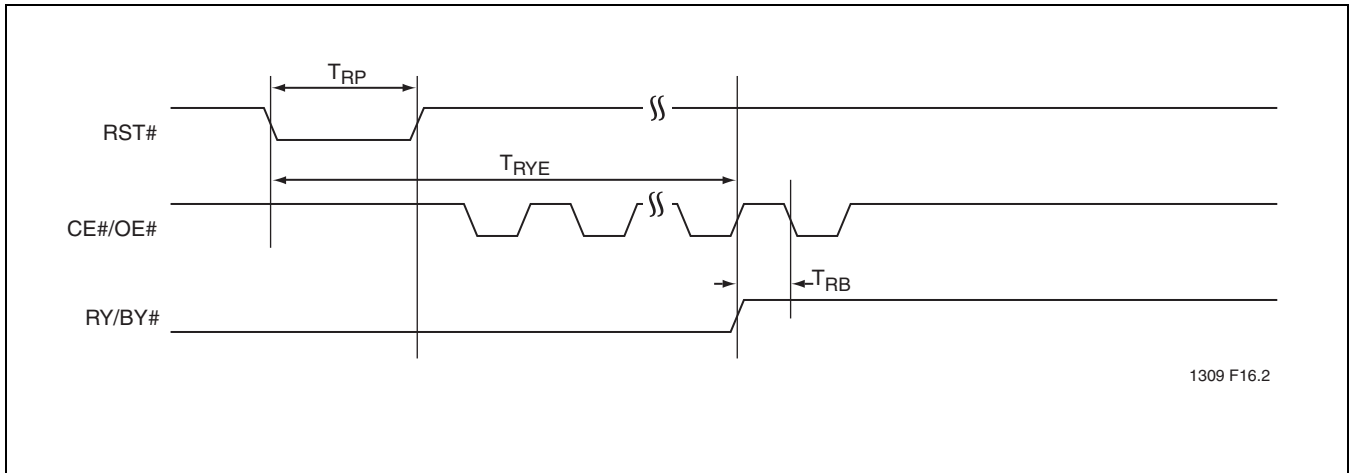 TRP
RST#
TRYE
CE#/OE#
TRB
RY/BY#
1309 F16.2